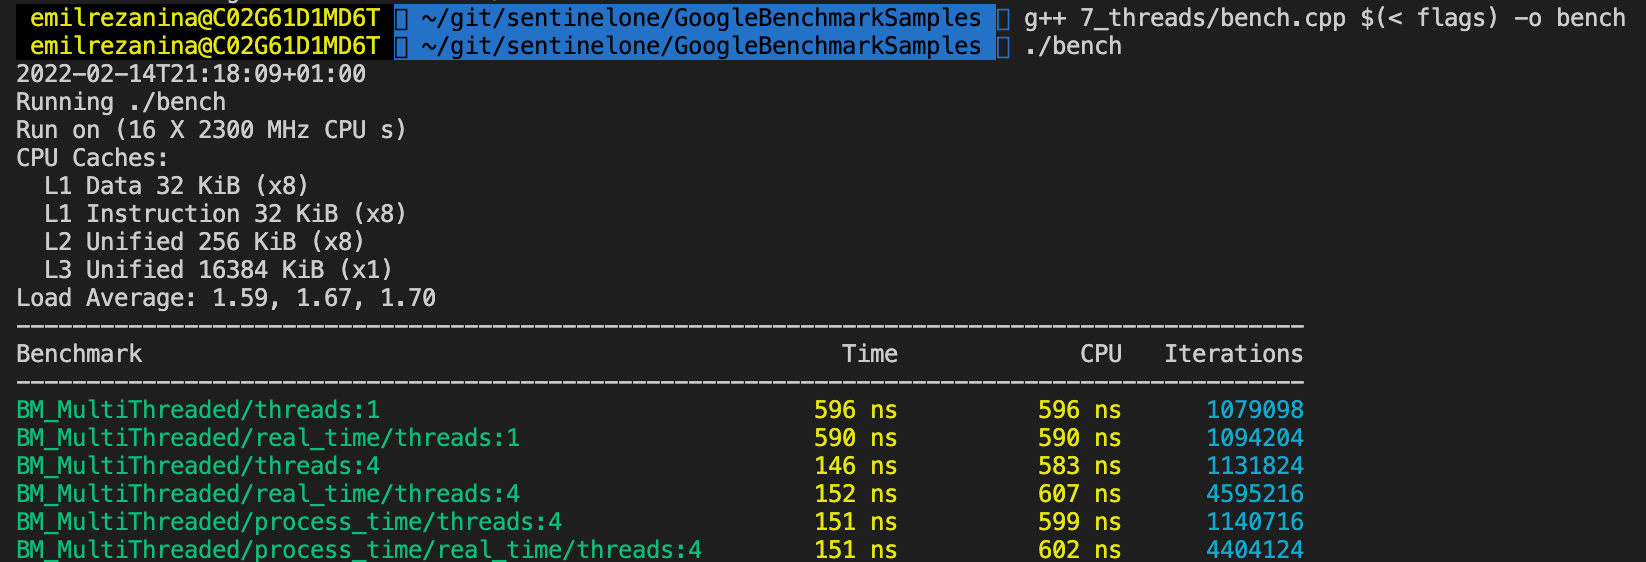 emilrezanina@C02G61D1MD6T ~/git/sentinelone/GoogleBenchmarkSamples g++ 7_threads/bench.cpp $(< flags) -o bench
emilrezanina@C02G61D1MD6T ~/git/sentinelone/GoogleBenchmarkSamples ./bench
2022-02-14T21:18:09+01:00
Running ./bench
Run on (16 X 2300 MHz CPU s)
CPU Caches:
  L1 Data 32 KiB (x8)
  L1 Instruction 32 KiB (x8)
  L2 Unified 256 KiB (x8)
  L3 Unified 16384 KiB (x1)
Load Average: 1.59, 1.67, 1.70
--------------------------------------------------------------------------------------------
Benchmark                                                  Time             CPU   Iterations
--------------------------------------------------------------------------------------------
BM_MultiThreaded/threads:1                               596 ns          596 ns      1079098
BM_MultiThreaded/real_time/threads:1                     590 ns          590 ns      1094204
BM_MultiThreaded/threads:4                               146 ns          583 ns      1131824
BM_MultiThreaded/real_time/threads:4                     152 ns          607 ns      4595216
BM_MultiThreaded/process_time/threads:4                  151 ns          599 ns      1140716
BM_MultiThreaded/process_time/real_time/threads:4        151 ns          602 ns      4404124